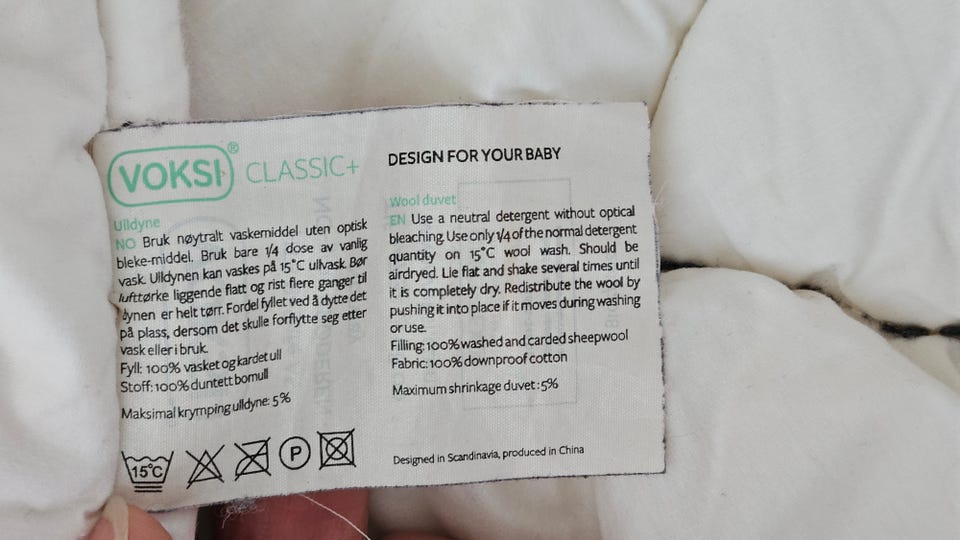 VOKSI® CLASSIC+
Ulldyne
NO Bruk nøytralt vaskemiddel uten optisk
bleke-middel. Bruk bare 1/4 dose av vanlig
vask. Ulldynen kan vaskes på 15°C ullvask. Bør
lufttørke liggende flatt og rist flere ganger til
dynen er helt tørr. Fordel fyllet ved å dytte det
på plass, dersom det skulle forflytte seg etter
vask eller i bruk.
Fyll: 100% vasket og kardet ull
Stoff: 100% duntett bomull
Maksimal krymping ulldyne: 5%
15°C
P
DESIGN FOR YOUR BABY
Wool duvet
EN Use a neutral detergent without optical
bleaching. Use only 1/4 of the normal detergent
quantity on 15°C wool wash. Should be
airdryed. Lie flat and shake several times until
it is completely dry. Redistribute the wool by
pushing it into place if it moves during washing
or use.
Filling: 100% washed and carded sheepwool
Fabric: 100% downproof cotton
Maximum shrinkage duvet: 5%
Designed in Scandinavia, produced in China